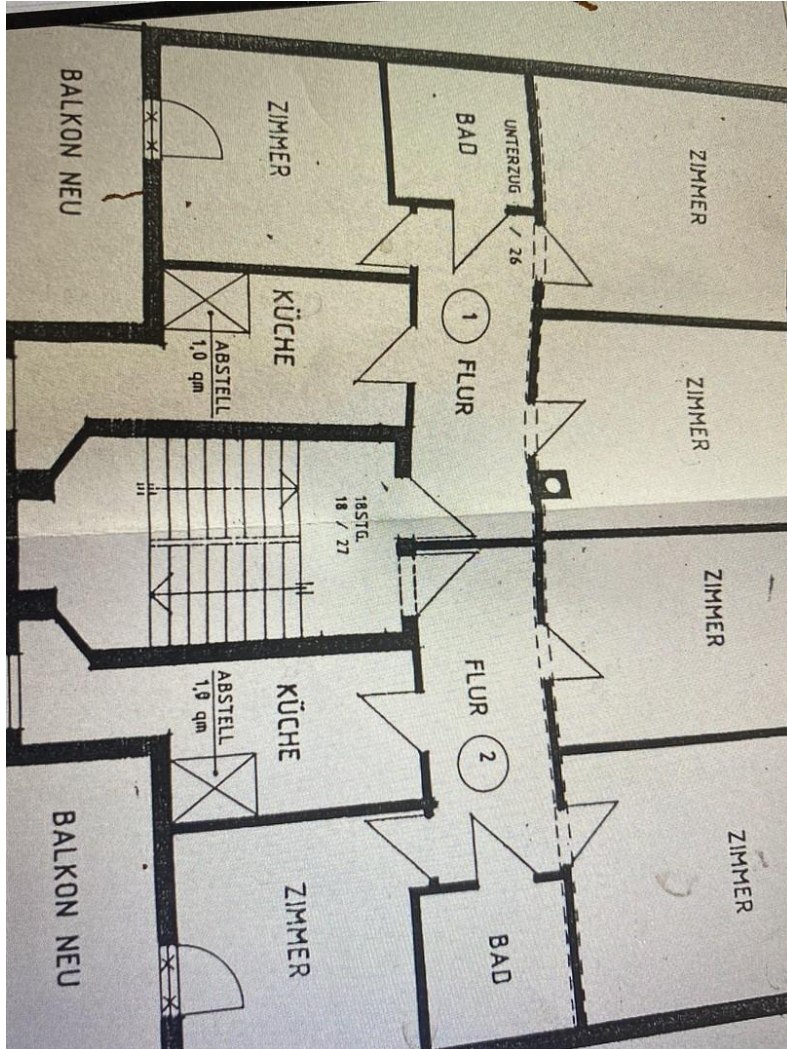 ZIMMER
ZIMMER
ZIMMER
ZIMMER
UNTERZUG / 26
BAD
1
FLUR
FLUR
2
BAD
18STG.
18 / 27
ZIMMER
KÜCHE
KÜCHE
ZIMMER
ABSTELL
1,0 qm
ABSTELL
1,0 qm
BALKON NEU
BALKON NEU